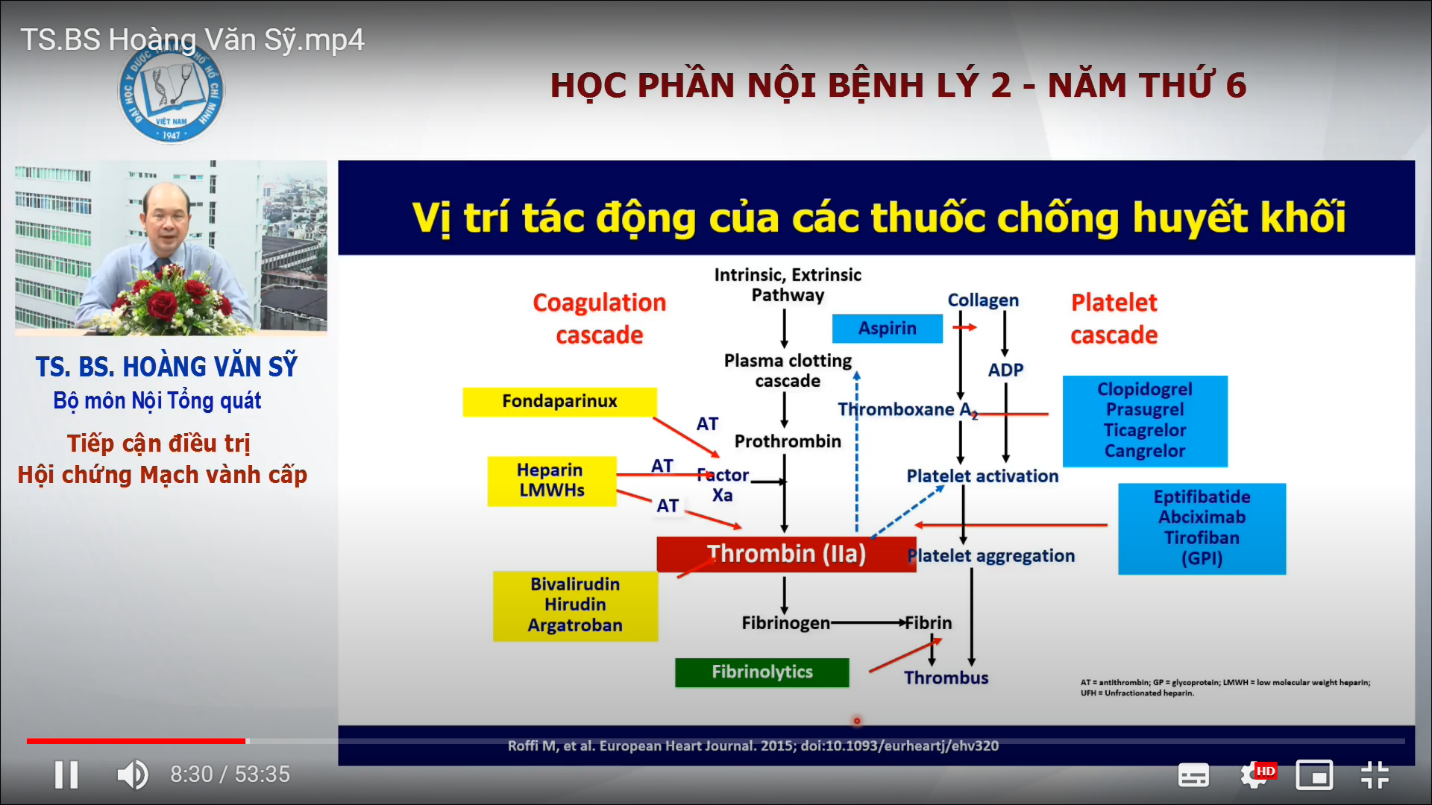 TS.BS Hoàng Văn Sỹ.mp4
VIỆT NAM
1947
HỌC PHẦN NỘI BỆNH LÝ 2 - NĂM THỨ 6
TS. BS. HOÀNG VĂN SỸ
Bộ môn Nội Tổng quát
Tiếp cận điều trị
Hội chứng Mạch vành cấp
Vị trí tác động của các thuốc chống huyết khối
Coagulation
cascade
Intrinsic, Extrinsic
Pathway
Collagen
Platelet
cascade
Aspirin
Plasma clotting
cascade
ADP
Fondaparinux
Clopidogrel
Prasugrel
Ticagrelor
Cangrelor
Thromboxane A2
AT
Prothrombin
Heparin
LMWHs
AT
Factor
Xa
AT
Platelet activation
Eptifibatide
Abciximab
Tirofiban
(GPI)
Thrombin (IIa)
Platelet aggregation
Bivalirudin
Hirudin
Argatroban
Fibrinogen
Fibrin
Fibrinolytics
Thrombus
AT = antithrombin; GP = glycoprotein; LMWH = low molecular weight heparin;
UFH = Unfractionated heparin.
Roffi M, et al. European Heart Journal. 2015; doi:10.1093/eurheartj/ehv320
8:30 / 53:35
HD